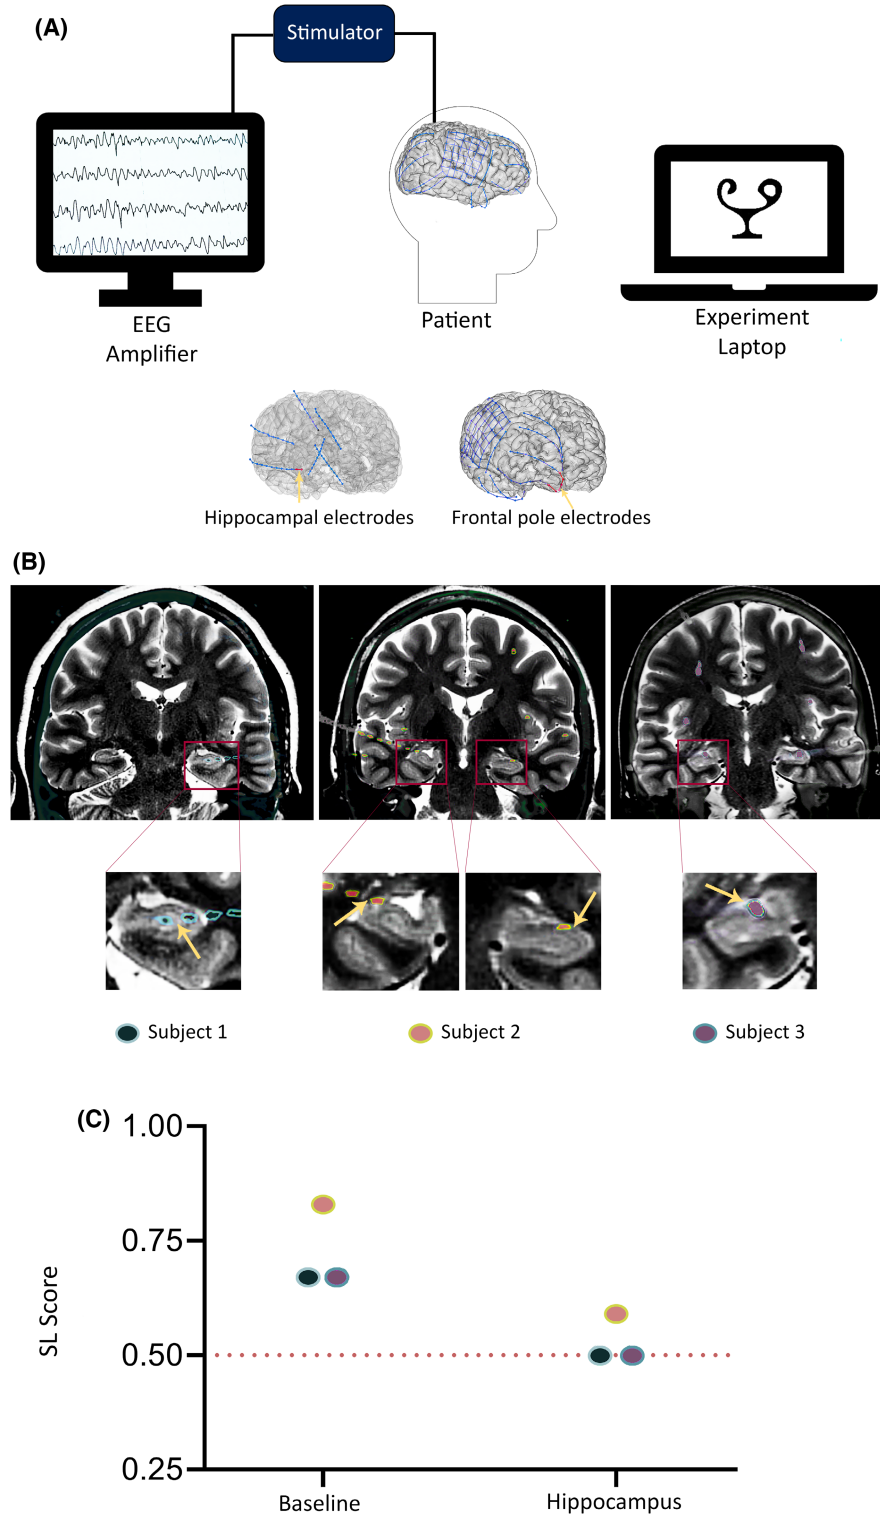 (A)
Stimulator
EEG
Amplifier
Patient
Experiment
Laptop
Hippocampal electrodes
Frontal pole electrodes
(B)
Subject 1
Subject 2
Subject 3
(C)
1.00
0.75
0.50
0.25
SL Score
Baseline
Hippocampus